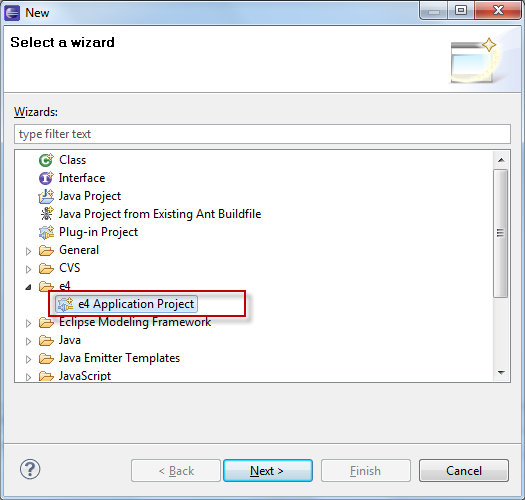 New
Select a wizard
Wizards:
type filter text
Class
Interface
Java Project
Java Project from Existing Ant Buildfile
Plug-in Project
General
CVS
e4
e4 Application Project
Eclipse Modeling Framework
Java
Java Emitter Templates
JavaScript
? < Back Next > Finish Cancel